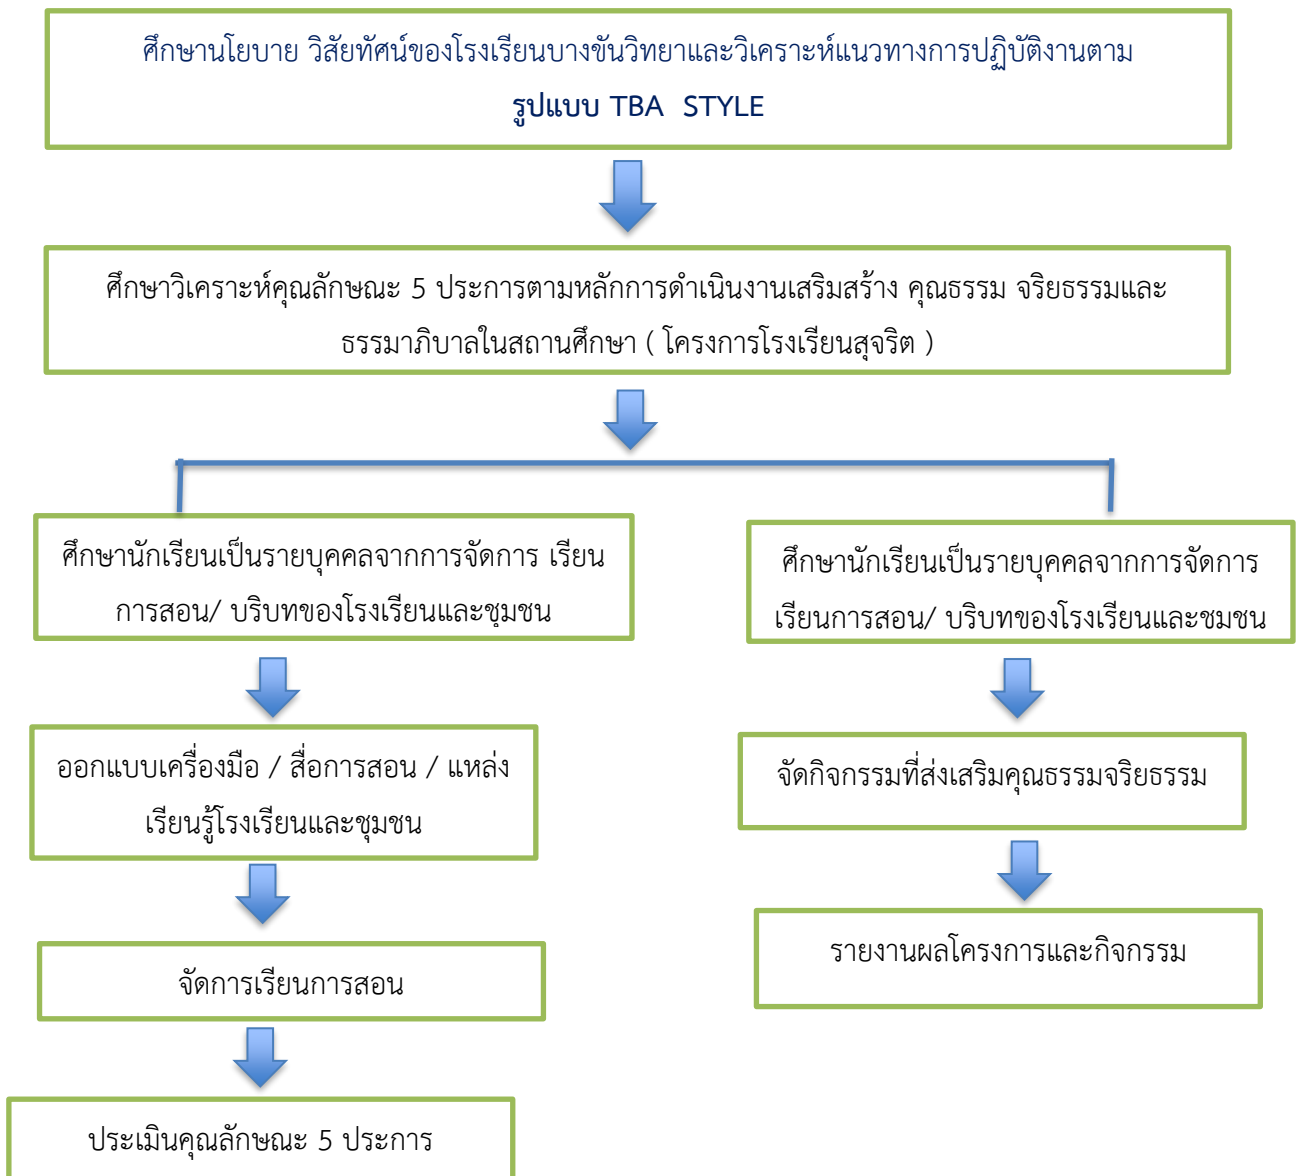 ศึกษานโยบาย วิสัยทัศน์ของโรงเรียนบางขันวิทยาและวิเคราะห์แนวทางการปฏิบัติงานตาม
รูปแบบ TBA STYLE
ศึกษาวิเคราะห์คุณลักษณะ 5 ประการตามหลักการดำเนินงานเสริมสร้าง คุณธรรม จริยธรรมและ
ธรรมาภิบาลในสถานศึกษา ( โครงการโรงเรียนสุจริต )
ศึกษานักเรียนเป็นรายบุคคลจากการจัดการ เรียน
การสอน/ บริบทของโรงเรียนและชุมชน
ออกแบบเครื่องมือ / สื่อการสอน / แหล่ง
เรียนรู้โรงเรียนและชุมชน
จัดการเรียนการสอน
ประเมินคุณลักษณะ 5 ประการ
ศึกษานักเรียนเป็นรายบุคคลจากการจัดการ
เรียนการสอน/ บริบทของโรงเรียนและชุมชน
จัดกิจกรรมที่ส่งเสริมคุณธรรมจริยธรรม
รายงานผลโครงการและกิจกรรม